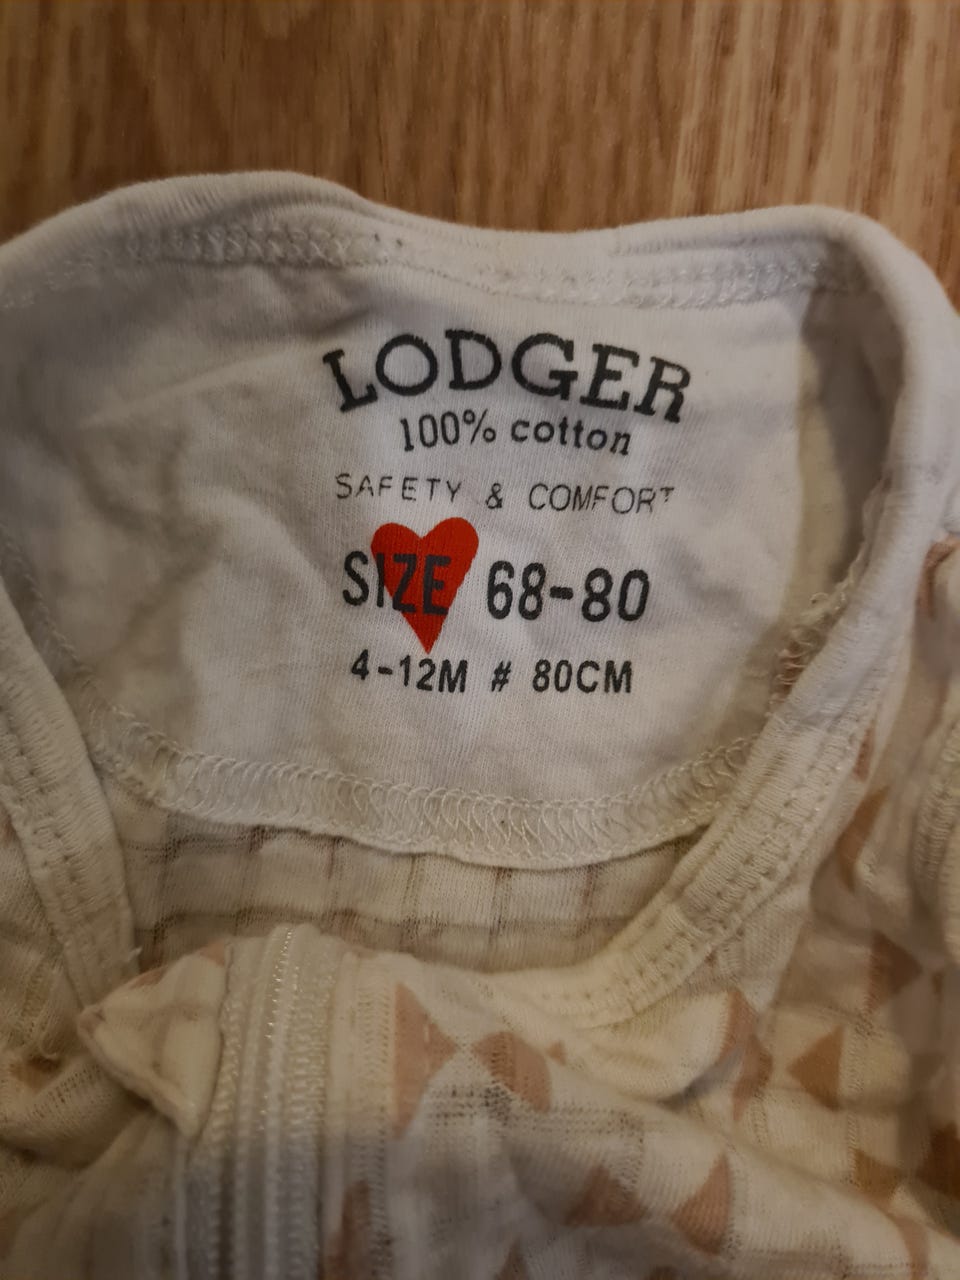 LODGER
100% cotton
SAFETY & COMFORT
SIZE 68-80
4-12M # 80CM